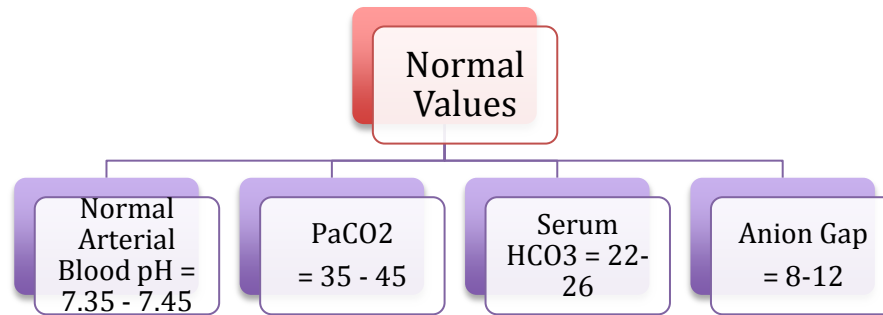 Normal
Values
Normal
Arterial
Blood pH =
7.35 - 7.45
PaCO2
= 35 - 45
Serum
HCO3 = 22-
26
Anion Gap
= 8-12